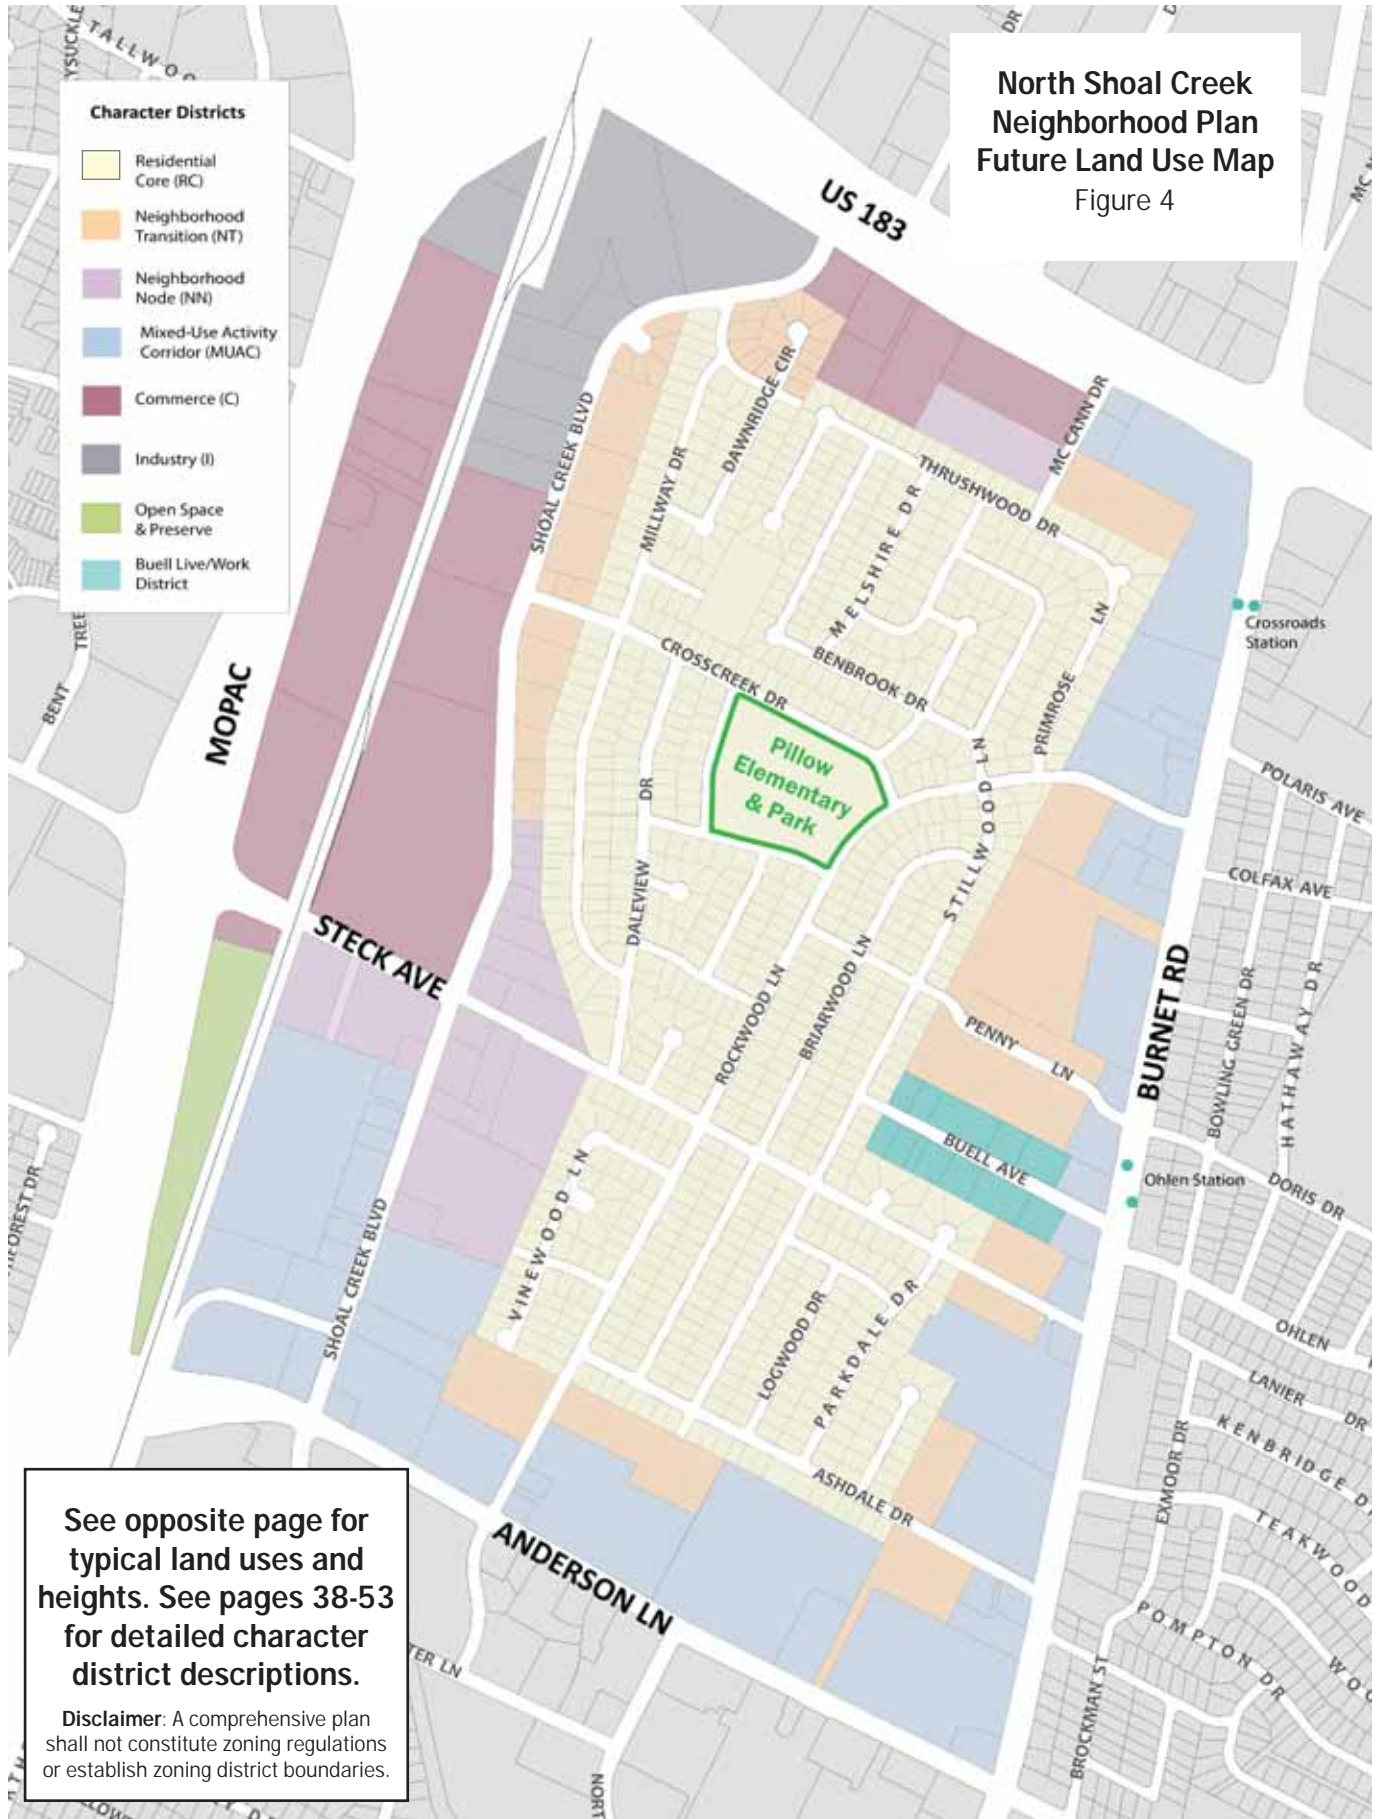 North Shoal Creek
Neighborhood Plan
Future Land Use Map
Figure 4
Character Districts
Residential
Core (RC)
Neighborhood
Transition (NT)
Neighborhood
Node (NN)
Mixed-Use Activity
Corridor (MUAC)
Commerce (C)
Industry (I)
Open Space
& Preserve
Buell Live/Work
District
DR
US 183
MC CANN DR
DAWNRIDGE CIR
SHOAL CREEK BLVD
MILLWAY DR
THRUSHWOOD DR
MELSHIRE DR
LN
PRIMROSE
Crossroads
Station
CROSSCREEK DR
BENBROOK DR
BENT
TREE
MOPAC
Pillow
Elementary
& Park
STILLWOOD LN
POLARIS AVE
COLFAX AVE
DR
DALEVIEW
STECK AVE
ROCKWOOD LN
BRIARWOOD LN
PENNY LN
BURNET RD
BOWLING GREEN DR
HATHAWAY DR
BUELL AVE
Ohlen Station
DORIS DR
VINEWOOD LN
SHOAL CREEK BLVD
LOGWOOD DR
PARKDALE DR
OHLEN
LANIER DR
KENBRIDGE
EXMOOR DR
TEAKWOOD
ASHDALE DR
ANDERSON LN
POMPTON DR
BROCKMAN ST
See opposite page for
typical land uses and
heights. See pages 38-53
for detailed character
district descriptions.
Disclaimer: A comprehensive plan
shall not constitute zoning regulations
or establish zoning district boundaries.